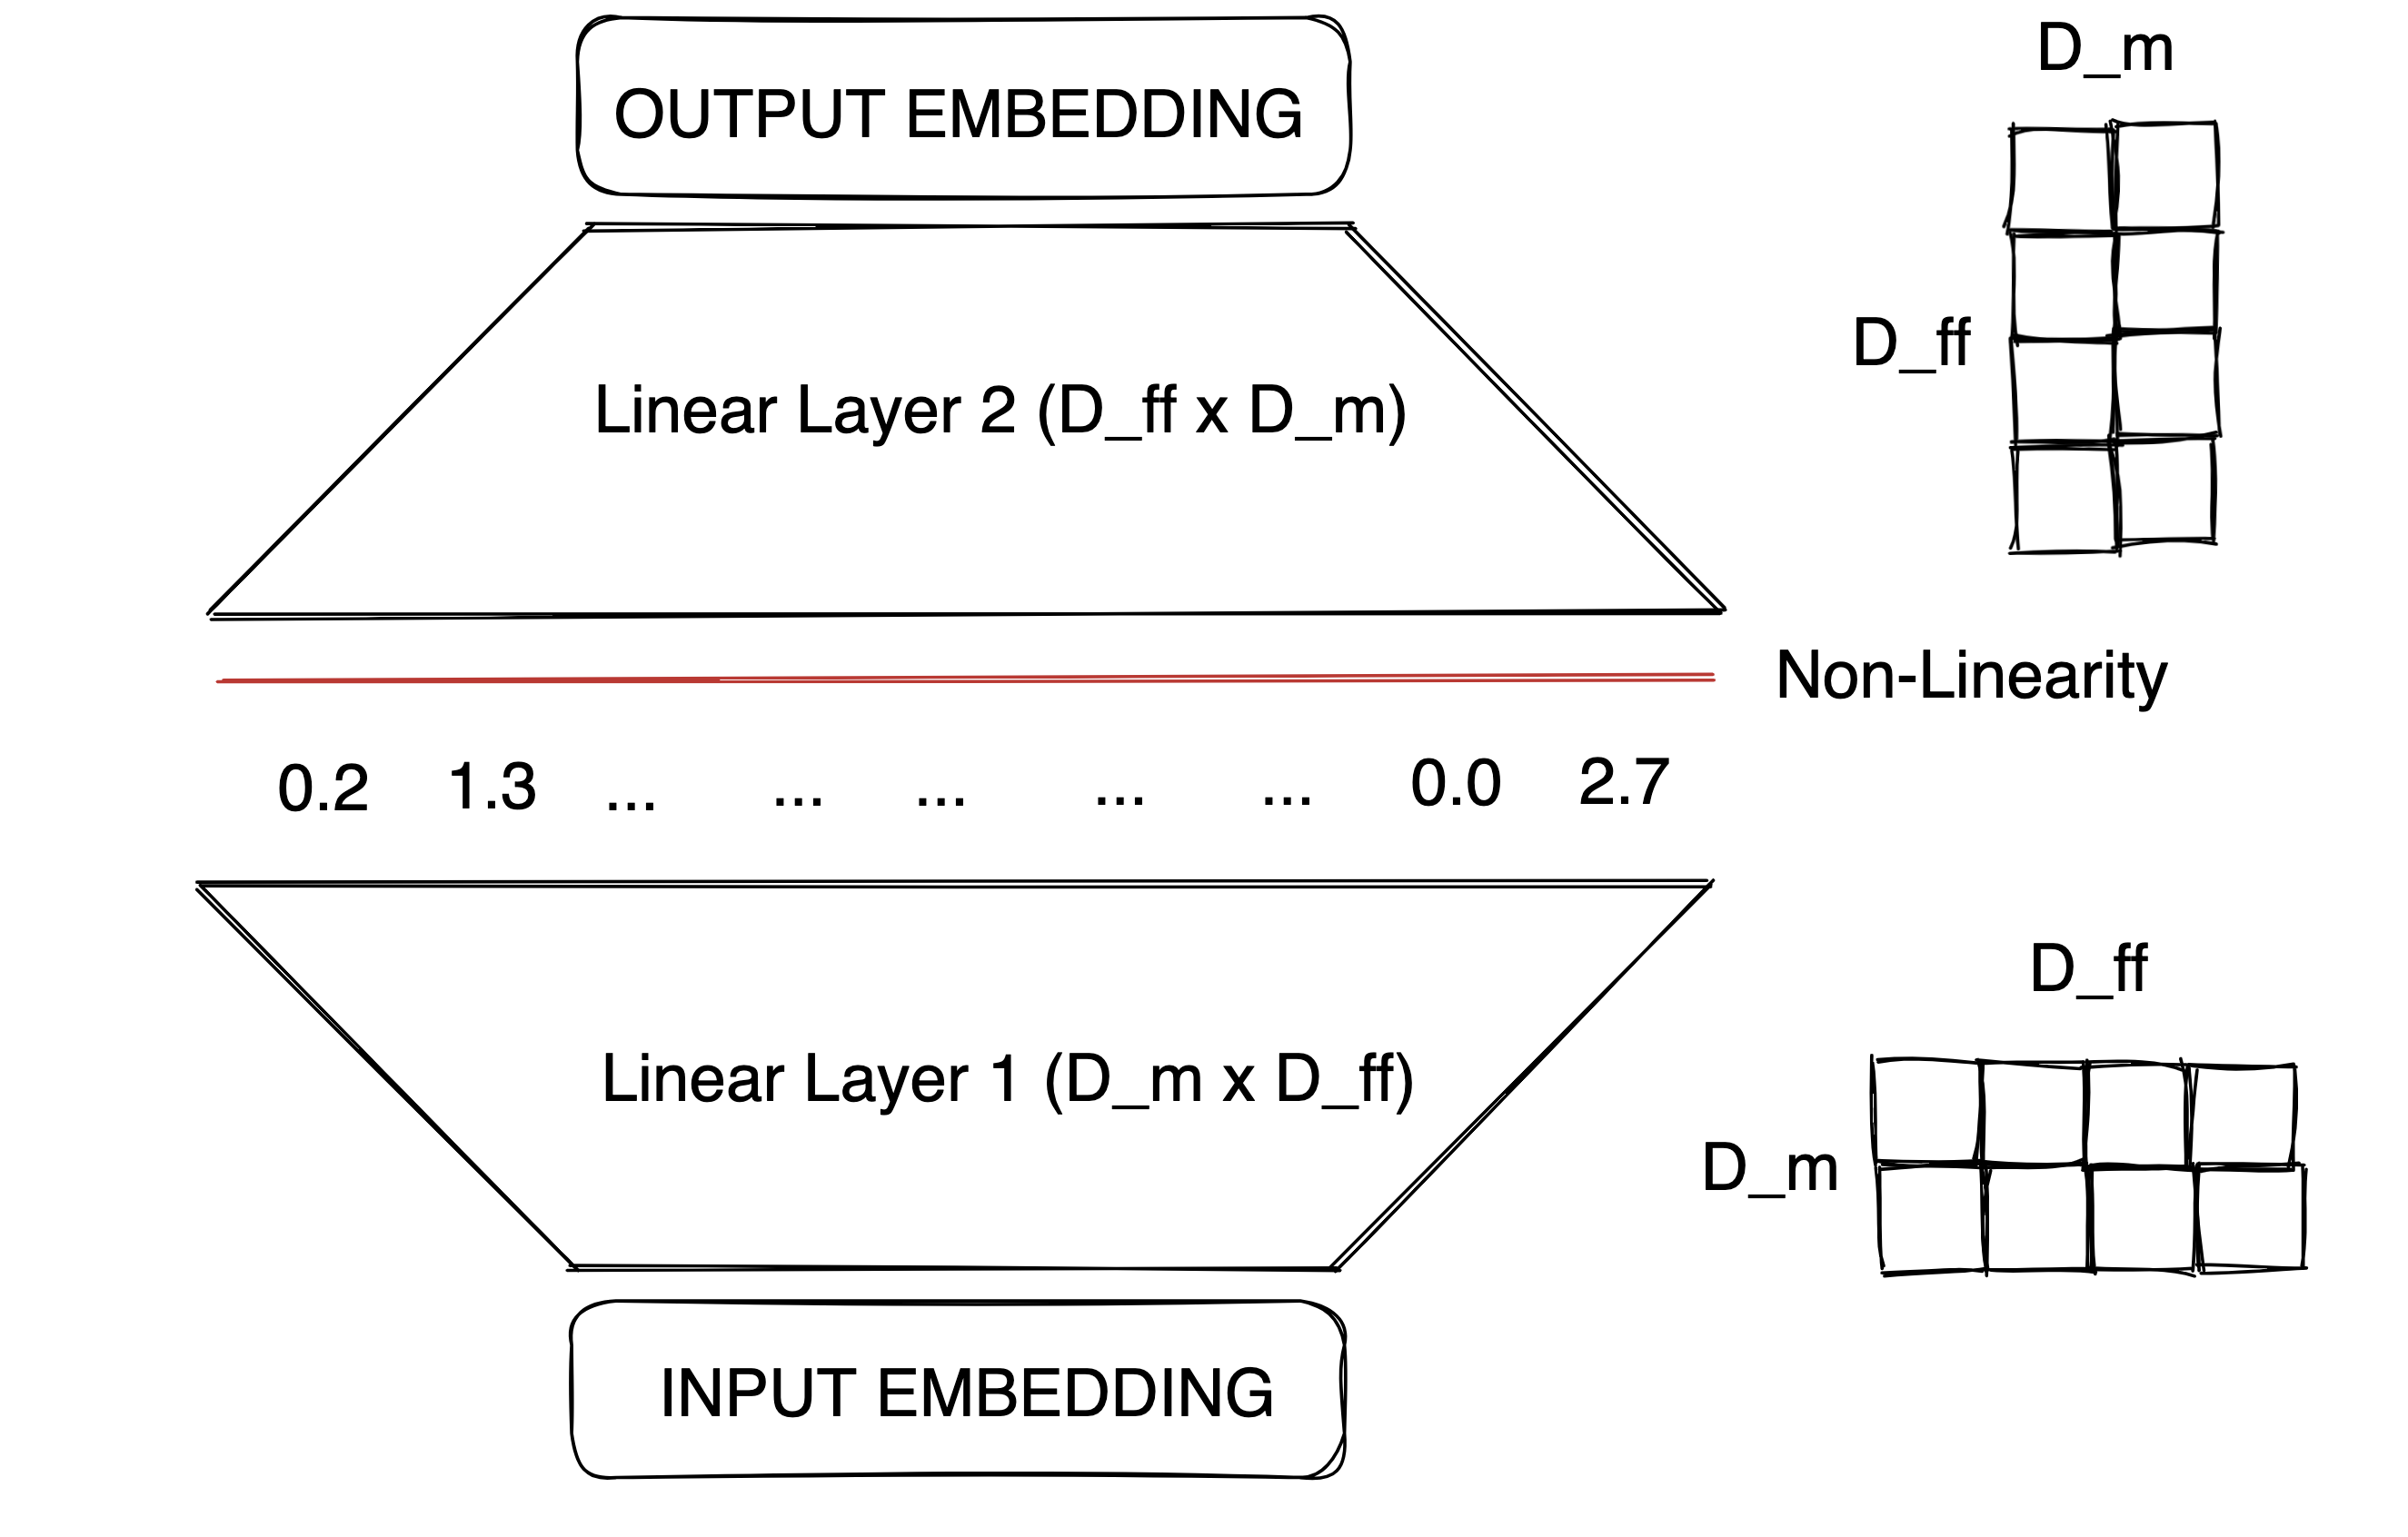 D_m
OUTPUT EMBEDDING
D_ff
Linear Layer 2 (D_ff x D_m)
Non-Linearity
0.2 1.3 ... ... ... ... ... 0.0 2.7
D_ff
Linear Layer 1 (D_m x D_ff)
D_m
INPUT EMBEDDING